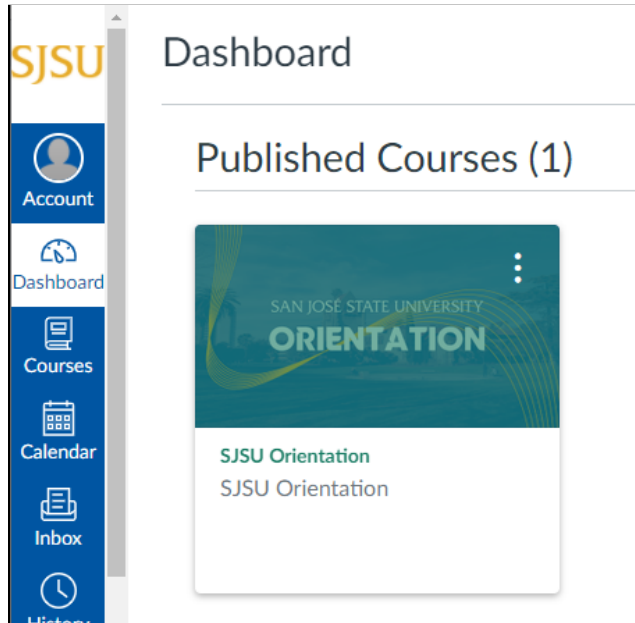 SJSU
Dashboard
Published Courses (1)
Account
Dashboard
Courses
Calendar
Inbox
History
SAN JOSÉ STATE UNIVERSITY
ORIENTATION
SJSU Orientation
SJSU Orientation